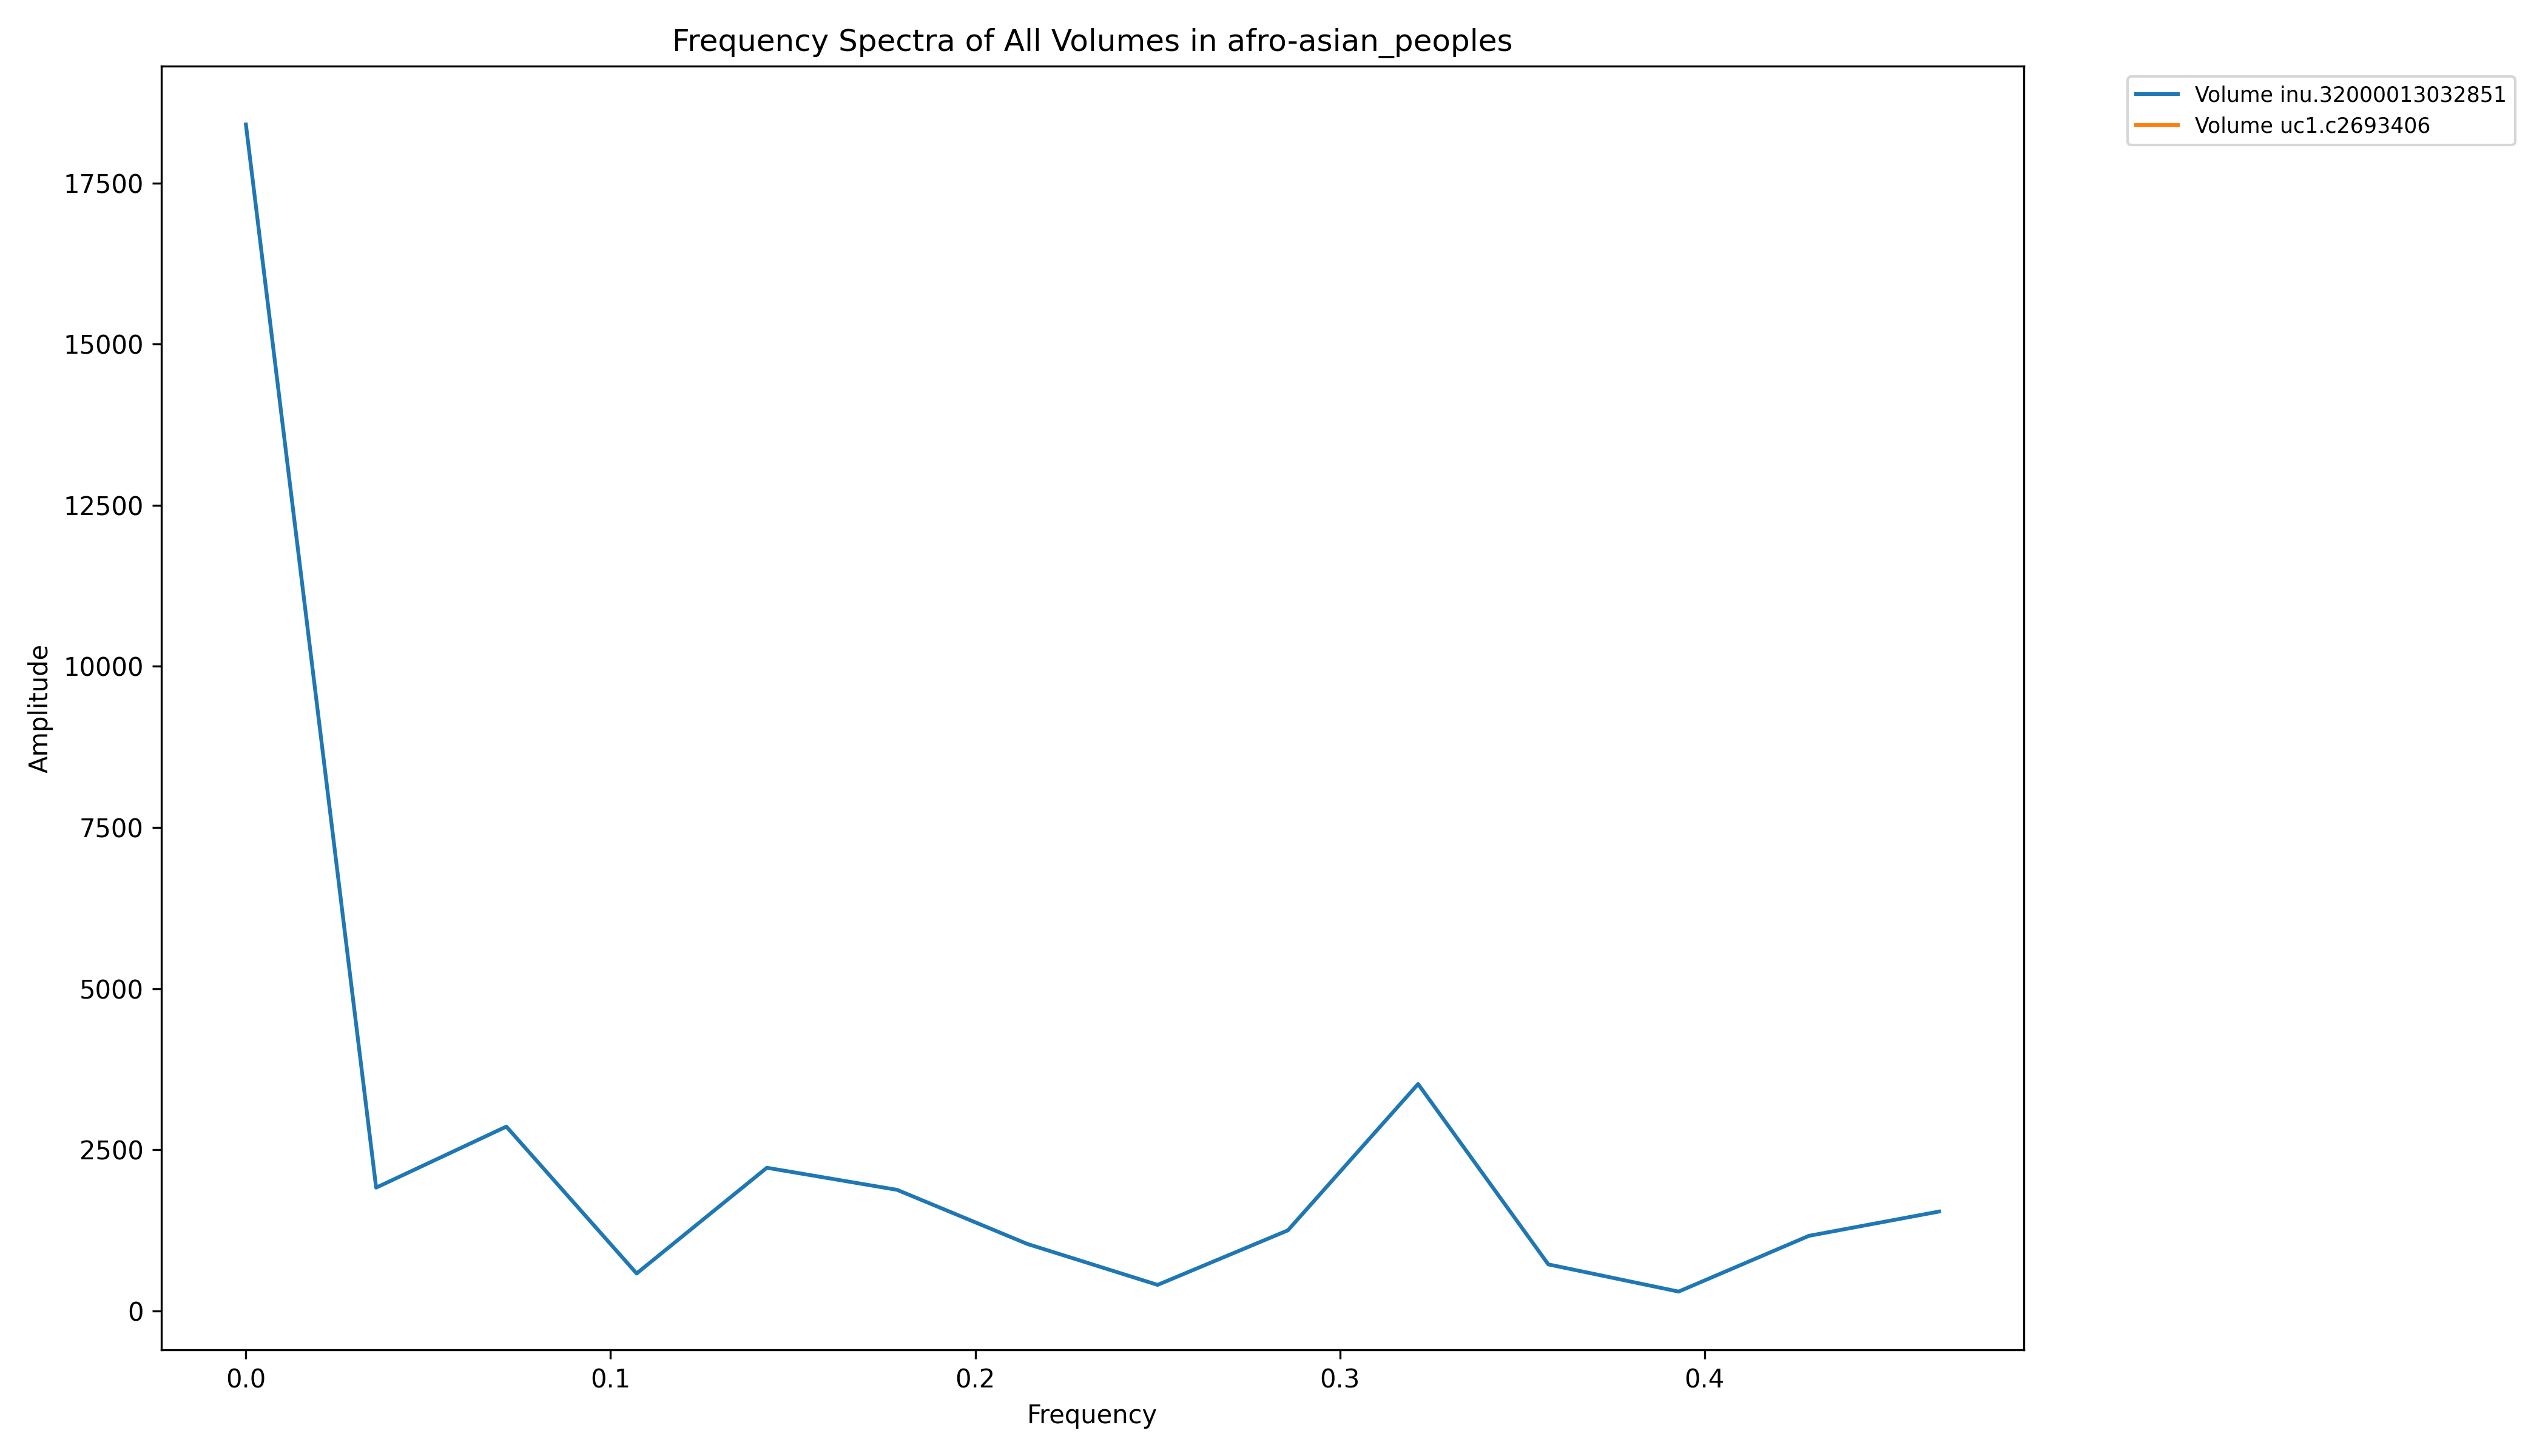 Frequency Spectra of All Volumes in afro-asian_peoples
Volume inu.32000013032851
Volume uc1.c2693406
17500
15000
12500
10000
7500
5000
2500
0
Amplitude
0.0 0.1 0.2 0.3 0.4
Frequency